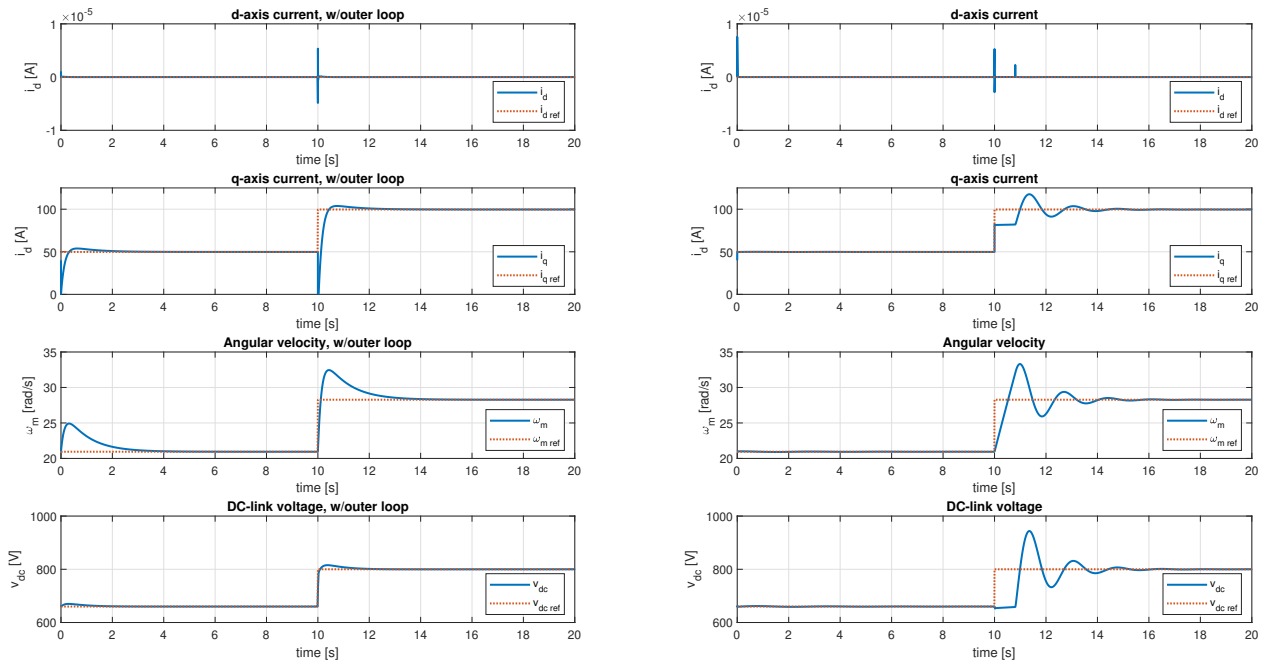 d-axis current, w/outer loop
×10^-5
1
0
-1
i_d [A]
0 2 4 6 8 10 12 14 16 18 20
time [s]
i_d
i_d ref
q-axis current, w/outer loop
100
50
0
i_d [A]
0 2 4 6 8 10 12 14 16 18 20
time [s]
i_q
i_q ref
Angular velocity, w/outer loop
35
30
25
20
ω_m [rad/s]
0 2 4 6 8 10 12 14 16 18 20
time [s]
ω_m
ω_m ref
DC-link voltage, w/outer loop
1000
800
600
v_dc [V]
0 2 4 6 8 10 12 14 16 18 20
time [s]
v_dc
v_dc ref
d-axis current
×10^-5
1
0
-1
i_d [A]
0 2 4 6 8 10 12 14 16 18 20
time [s]
i_d
i_d ref
q-axis current
100
50
0
i_d [A]
0 2 4 6 8 10 12 14 16 18 20
time [s]
i_q
i_q ref
Angular velocity
35
30
25
20
ω_m [rad/s]
0 2 4 6 8 10 12 14 16 18 20
time [s]
ω_m
ω_m ref
DC-link voltage
1000
800
600
v_dc [V]
0 2 4 6 8 10 12 14 16 18 20
time [s]
v_dc
v_dc ref